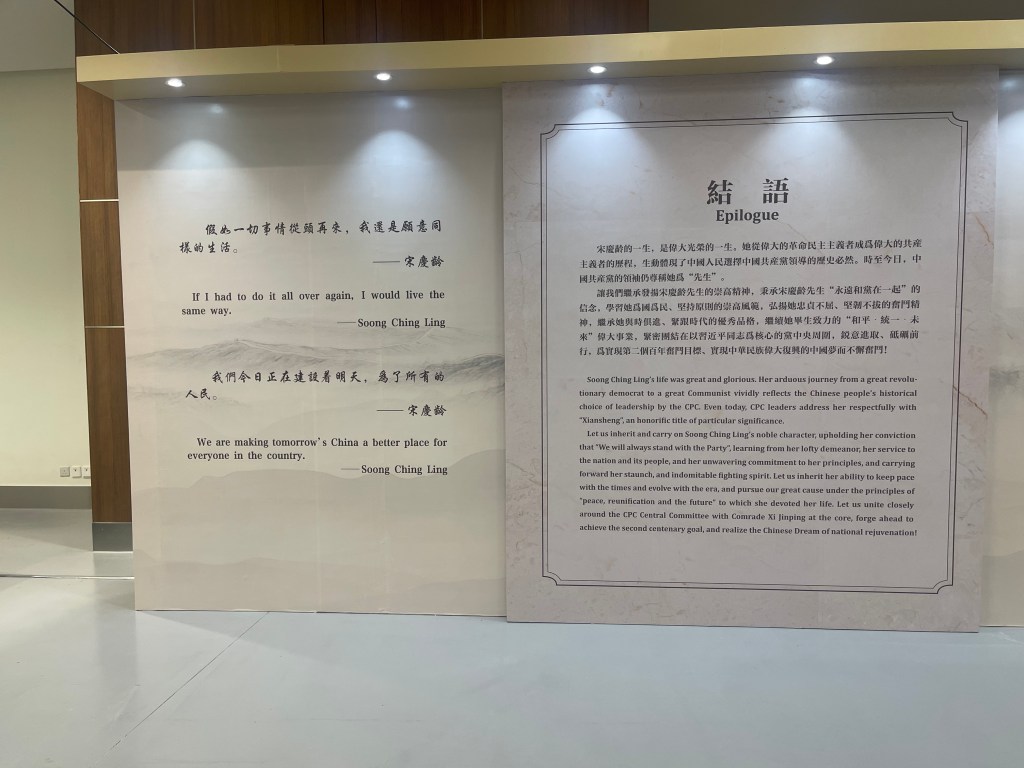 假如一切事情從頭再來，我還是願意同
樣的生活。
——宋慶齡
If I had to do it all over again, I would live the
same way.
——Soong Ching Ling
我們今日正在建設着明天，爲了所有的
人民。
——宋慶齡
We are making tomorrow's China a better place for
everyone in the country.
——Soong Ching Ling
結 語
Epilogue
宋慶齡的一生，是偉大光榮的一生，她從偉大的革命民主主義者成爲偉大的共産
主義者的歷程，生動體現了中國人民選擇中國共産黨領導的歷史必然。時至今日，中
國共産黨的領袖仍尊稱她爲“先生”。
讓我們繼承發揚宋慶齡先生的崇高精神，秉承宋慶齡先生“永遠和黨在一起”的
信念，學習她爲國爲民、堅持原則的崇高風範，弘揚她忠貞不屈、堅韌不拔的奮鬥精
神，繼承她與時俱進、緊跟時代的優秀品格，繼續她畢生致力的“和平‧統一‧未
來”偉大事業，緊密團結在以習近平同志爲核心的黨中央周圍，銳意進取、砥礪前
行，爲實現第二個百年奮鬥目標、實現中華民族偉大復興的中國夢而不懈奮鬥！
Soong Ching Ling's life was great and glorious. Her arduous journey from a great revolu-
tionary democrat to a great Communist vividly reflects the Chinese people's historical
choice of leadership by the CPC. Even today, CPC leaders address her respectfully with
"Xiansheng", an honorific title of particular significance.
Let us inherit and carry on Soong Ching Ling's noble character, upholding her conviction
that "We will always stand with the Party", learning from her lofty demeanor, her service to
the nation and its people, and her unwavering commitment to her principles, and carrying
forward her staunch, and indomitable fighting spirit. Let us inherit her ability to keep pace
with the times and evolve with the era, and pursue our great cause under the principles of
"peace, reunification and the future" to which she devoted her life. Let us unite closely
around the CPC Central Committee with Comrade Xi Jinping at the core, forge ahead to
achieve the second centenary goal, and realize the Chinese Dream of national rejuvenation!